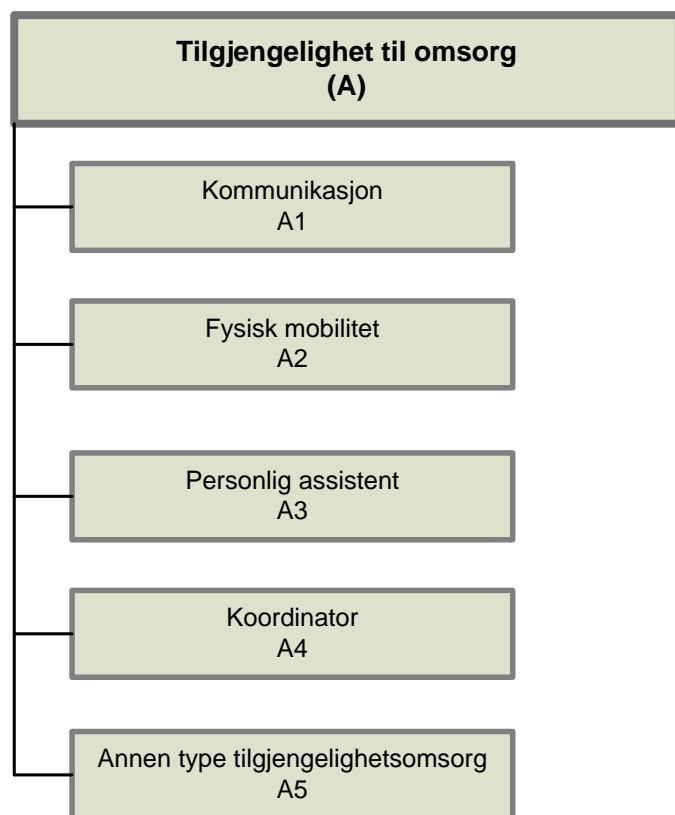 Tilgjengelighet til omsorg
(A)
Kommunikasjon
A1
Fysisk mobilitet
A2
Personlig assistent
A3
Koordinator
A4
Annen type tilgjengelighetsomsorg
A5